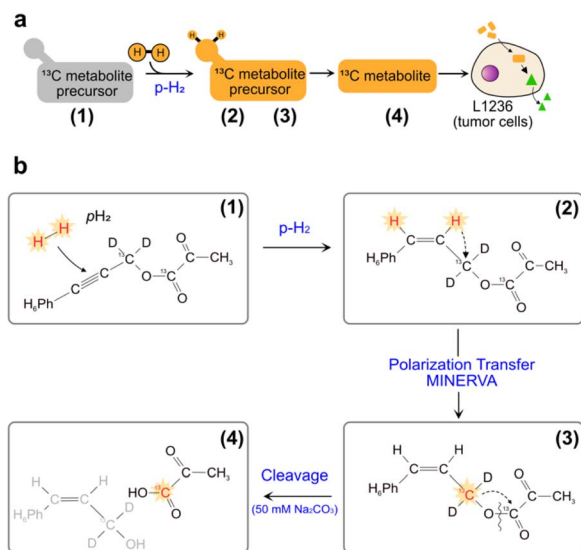 a
¹³C metabolite
precursor
(1)
H H
p-H₂
H H
¹³C metabolite
precursor
(2) (3)
¹³C metabolite
(4)
L1236
(tumor cells)
b
(1)
pH₂
H
H
D D
¹³C
O
¹³C
O
O
CH₃
H₆Ph
p-H₂
(2)
H H
¹³C
D
D
O
¹³C
O
O
CH₃
H₆Ph
Polarization Transfer
MINERVA
(3)
H
H
D
¹³C
D
O
¹³C
O
O
CH₃
H₆Ph
Cleavage
(50 mM Na₂CO₃)
(4)
H
H
C
C
H₆Ph
C
D
D
OH
O
CH₃
HO
¹³C
O